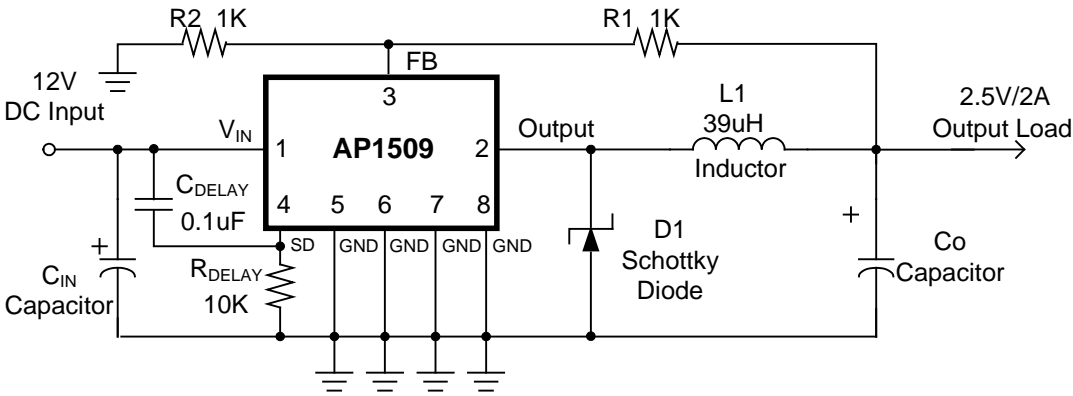 R2 1K
R1 1K
FB
12V
DC Input
3
L1
39uH
2.5V/2A
Output Load
VIN
1
AP1509
2
Output
Inductor
CDELAY
0.1uF
4
5
6
7
8
SD
GND
GND
GND
GND
D1
Schottky
Diode
+
Co
Capacitor
+
CIN
Capacitor
RDELAY
10K